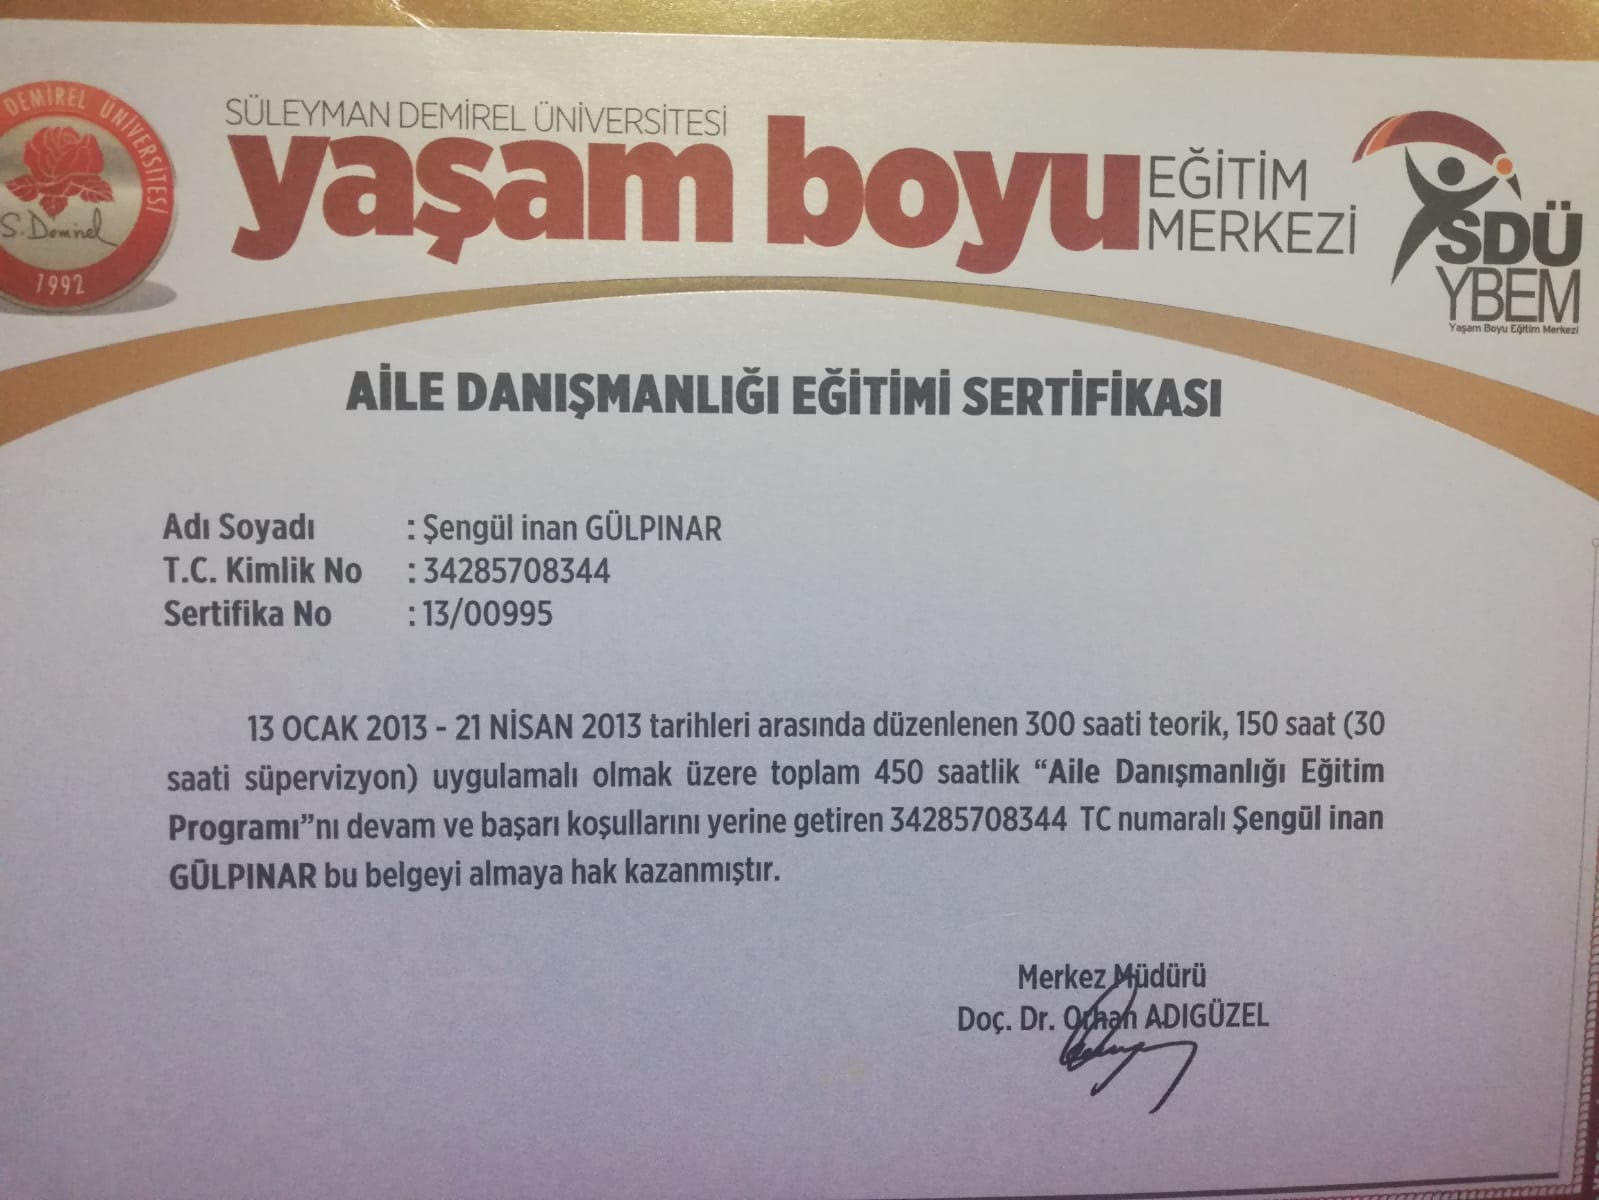 DEMİREL ÜNİVERSİTESİ
S. Demirel
1992
SÜLEYMAN DEMİREL ÜNİVERSİTESİ
yaşam boyu EĞİTİM MERKEZİ
SDÜ
YBEM
Yaşam Boyu Eğitim Merkezi
AİLE DANIŞMANLIĞI EĞİTİMİ SERTİFİKASI
Adı Soyadı : Şengül inan GÜLPINAR
T.C. Kimlik No : 34285708344
Sertifika No : 13/00995
13 OCAK 2013 - 21 NİSAN 2013 tarihleri arasında düzenlenen 300 saati teorik, 150 saat (30
saati süpervizyon) uygulamalı olmak üzere toplam 450 saatlik “Aile Danışmanlığı Eğitim
Programı”nı devam ve başarı koşullarını yerine getiren 34285708344 TC numaralı Şengül inan
GÜLPINAR bu belgeyi almaya hak kazanmıştır.
Merkez Müdürü
Doç. Dr. Orhan ADIGÜZEL